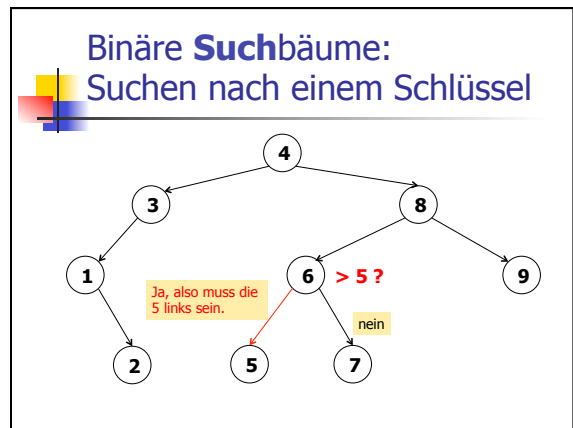 Binäre Suchbäume:
Suchen nach einem Schlüssel
4
3
8
1
6 > 5 ?
9
Ja, also muss die
5 links sein.
nein
2
5
7